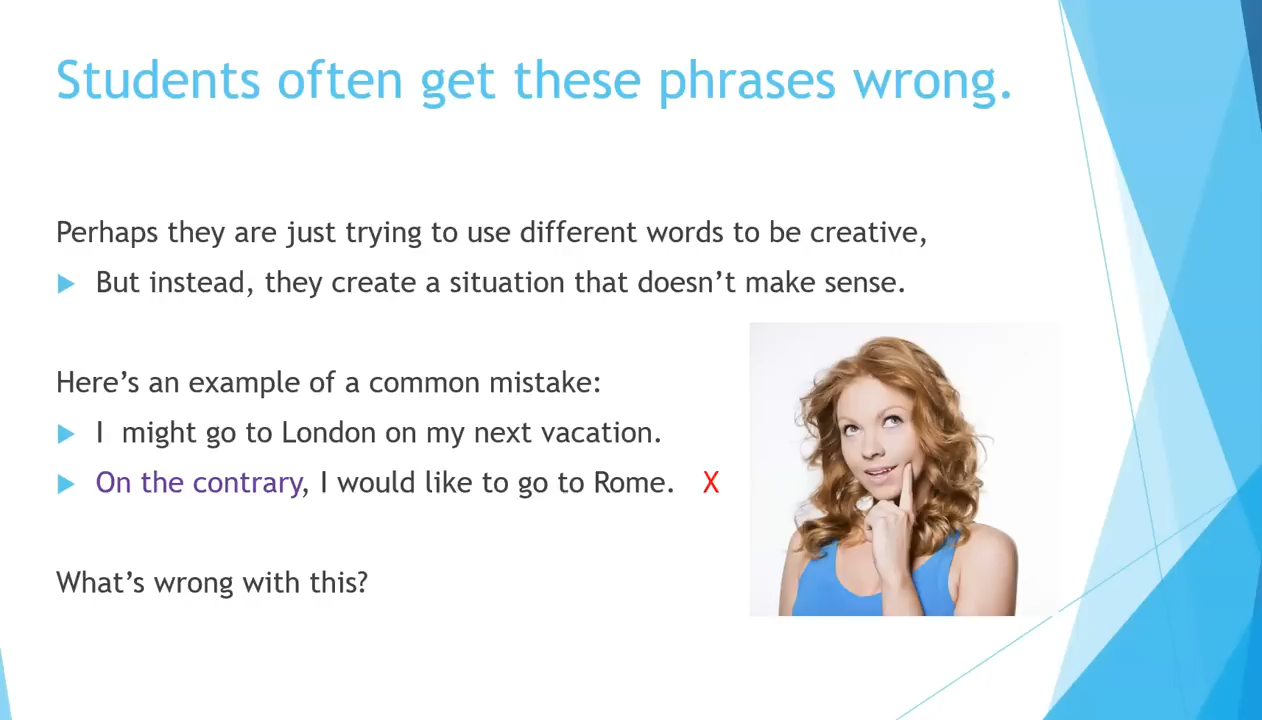 Students often get these phrases wrong.
Perhaps they are just trying to use different words to be creative,
But instead, they create a situation that doesn’t make sense.
Here’s an example of a common mistake:
I might go to London on my next vacation.
On the contrary, I would like to go to Rome. X
What’s wrong with this?